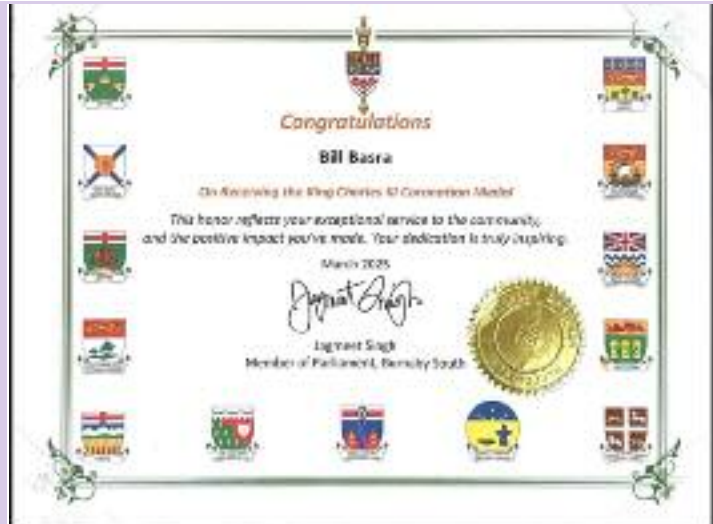 Congratulations
Bill Basra
On Receiving the King Charles III Coronation Medal
This honor reflects your exceptional service to the community,
and the positive impact you've made. Your dedication is truly inspiring.
March 2025
Jagmeet Singh
Jagmeet Singh
Member of Parliament, Burnaby South